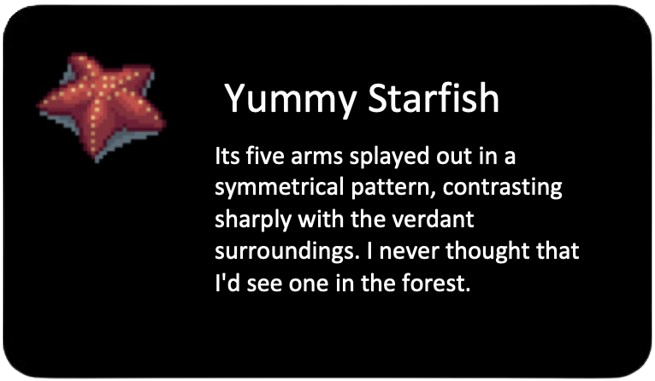 Yummy Starfish
Its five arms splayed out in a
symmetrical pattern, contrasting
sharply with the verdant
surroundings. I never thought that
I'd see one in the forest.